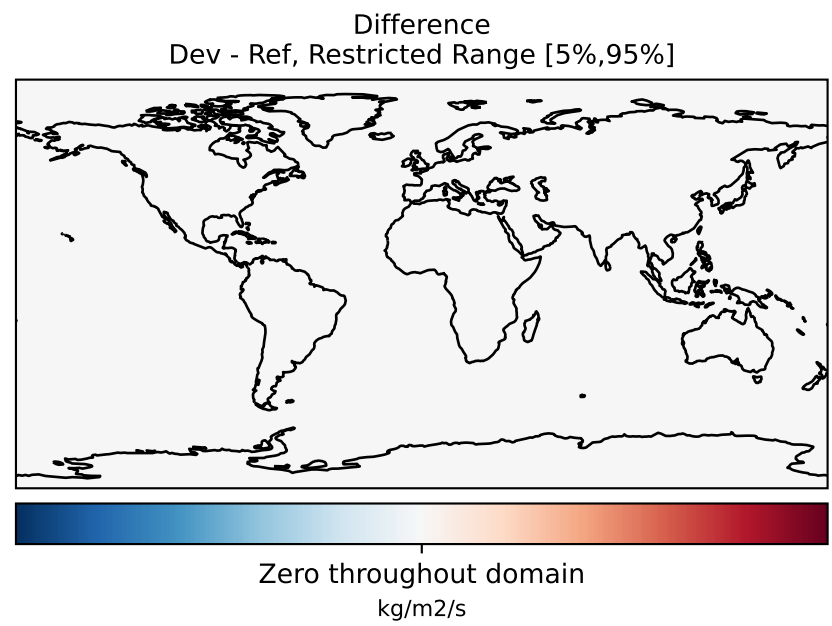 Difference
Dev - Ref, Restricted Range [5%,95%]
Zero throughout domain
kg/m2/s